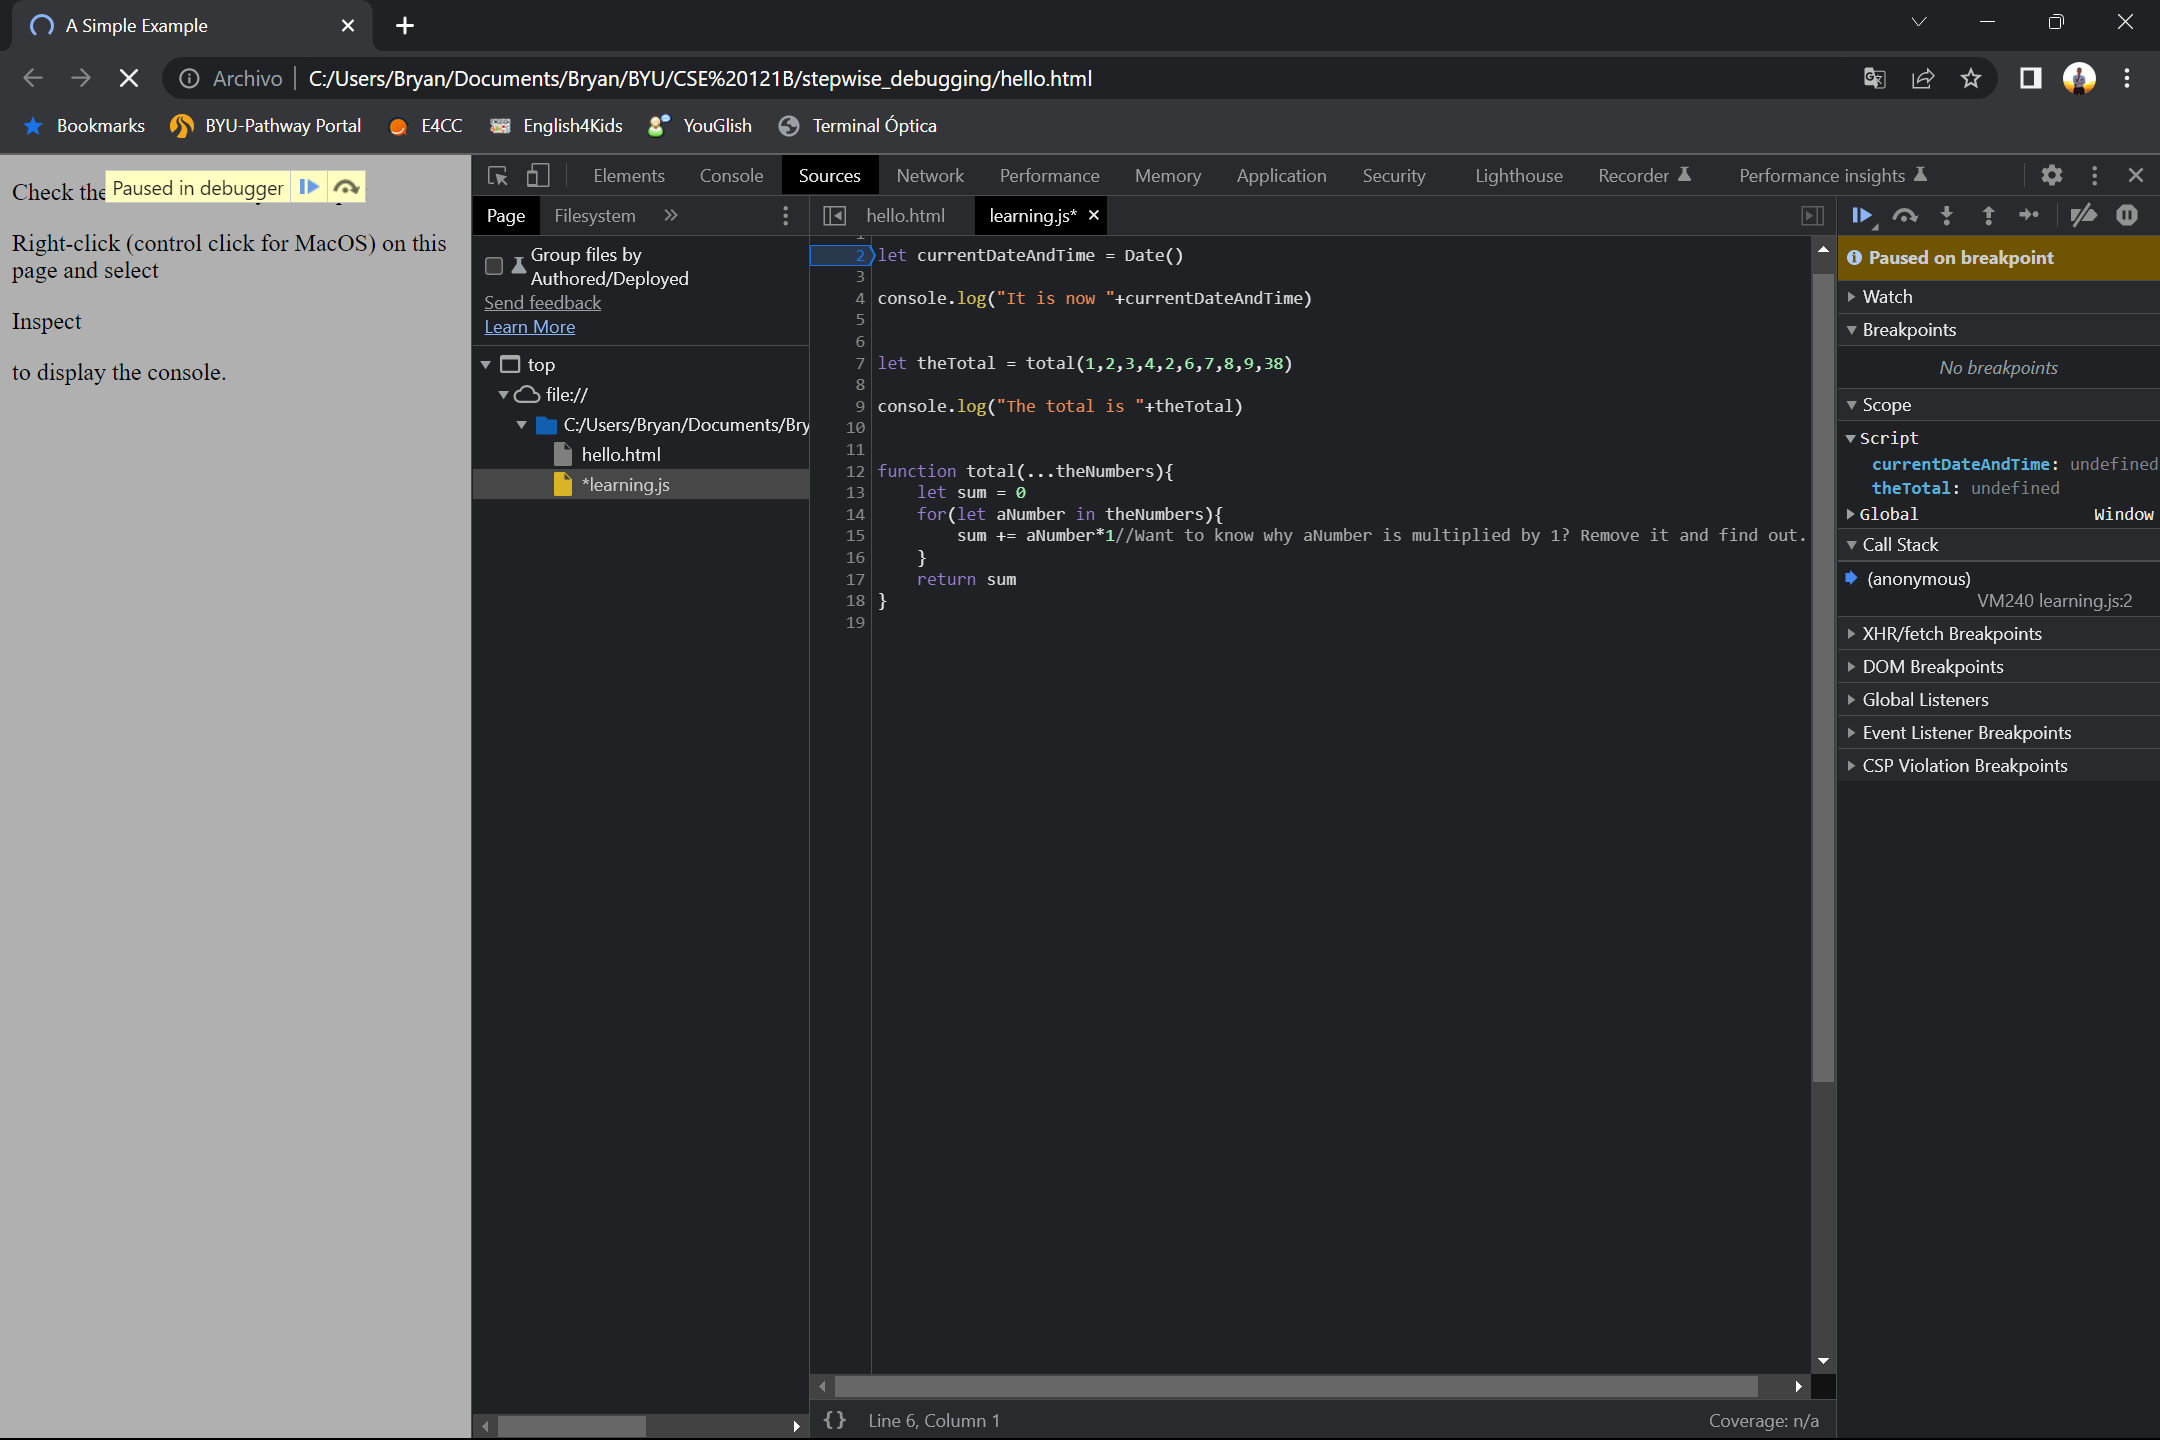 A Simple Example
Archivo
C:/Users/Bryan/Documents/Bryan/BYU/CSE%20121B/stepwise_debugging/hello.html
Bookmarks
BYU-Pathway Portal
E4CC
English4Kids
YouGlish
Terminal Óptica
Check the
Paused in debugger
Right-click (control click for MacOS) on this
page and select
Inspect
to display the console.
Elements
Console
Sources
Network
Performance
Memory
Application
Security
Lighthouse
Recorder
Performance insights
Page
Filesystem
Group files by
Authored/Deployed
Send feedback
Learn More
top
file://
C:/Users/Bryan/Documents/Bry
hello.html
*learning.js
hello.html
learning.js*
1
2 let currentDateAndTime = Date()
3
4 console.log("It is now "+currentDateAndTime)
5
6
7 let theTotal = total(1,2,3,4,2,6,7,8,9,38)
8
9 console.log("The total is "+theTotal)
10
11
12 function total(...theNumbers){
13 let sum = 0
14 for(let aNumber in theNumbers){
15 sum += aNumber*1//Want to know why aNumber is multiplied by 1? Remove it and find out.
16 }
17 return sum
18 }
19
{} Line 6, Column 1
Coverage: n/a
Paused on breakpoint
Watch
Breakpoints
No breakpoints
Scope
Script
currentDateAndTime: undefined
theTotal: undefined
Global Window
Call Stack
(anonymous)
VM240 learning.js:2
XHR/fetch Breakpoints
DOM Breakpoints
Global Listeners
Event Listener Breakpoints
CSP Violation Breakpoints